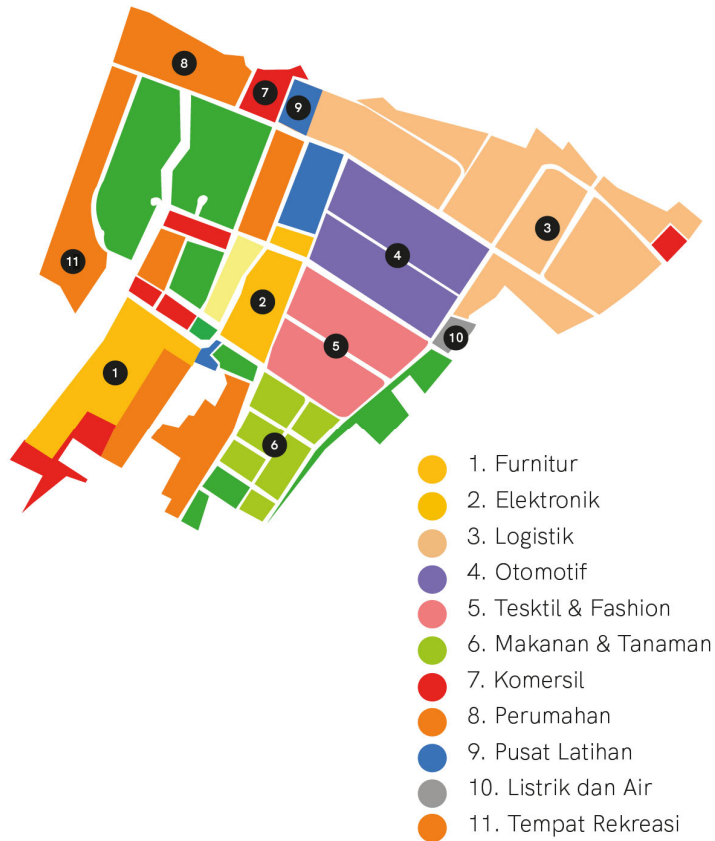 8
7
9
3
11
4
2
10
5
1
6
1. Furnitur
2. Elektronik
3. Logistik
4. Otomotif
5. Tesktil & Fashion
6. Makanan & Tanaman
7. Komersil
8. Perumahan
9. Pusat Latihan
10. Listrik dan Air
11. Tempat Rekreasi